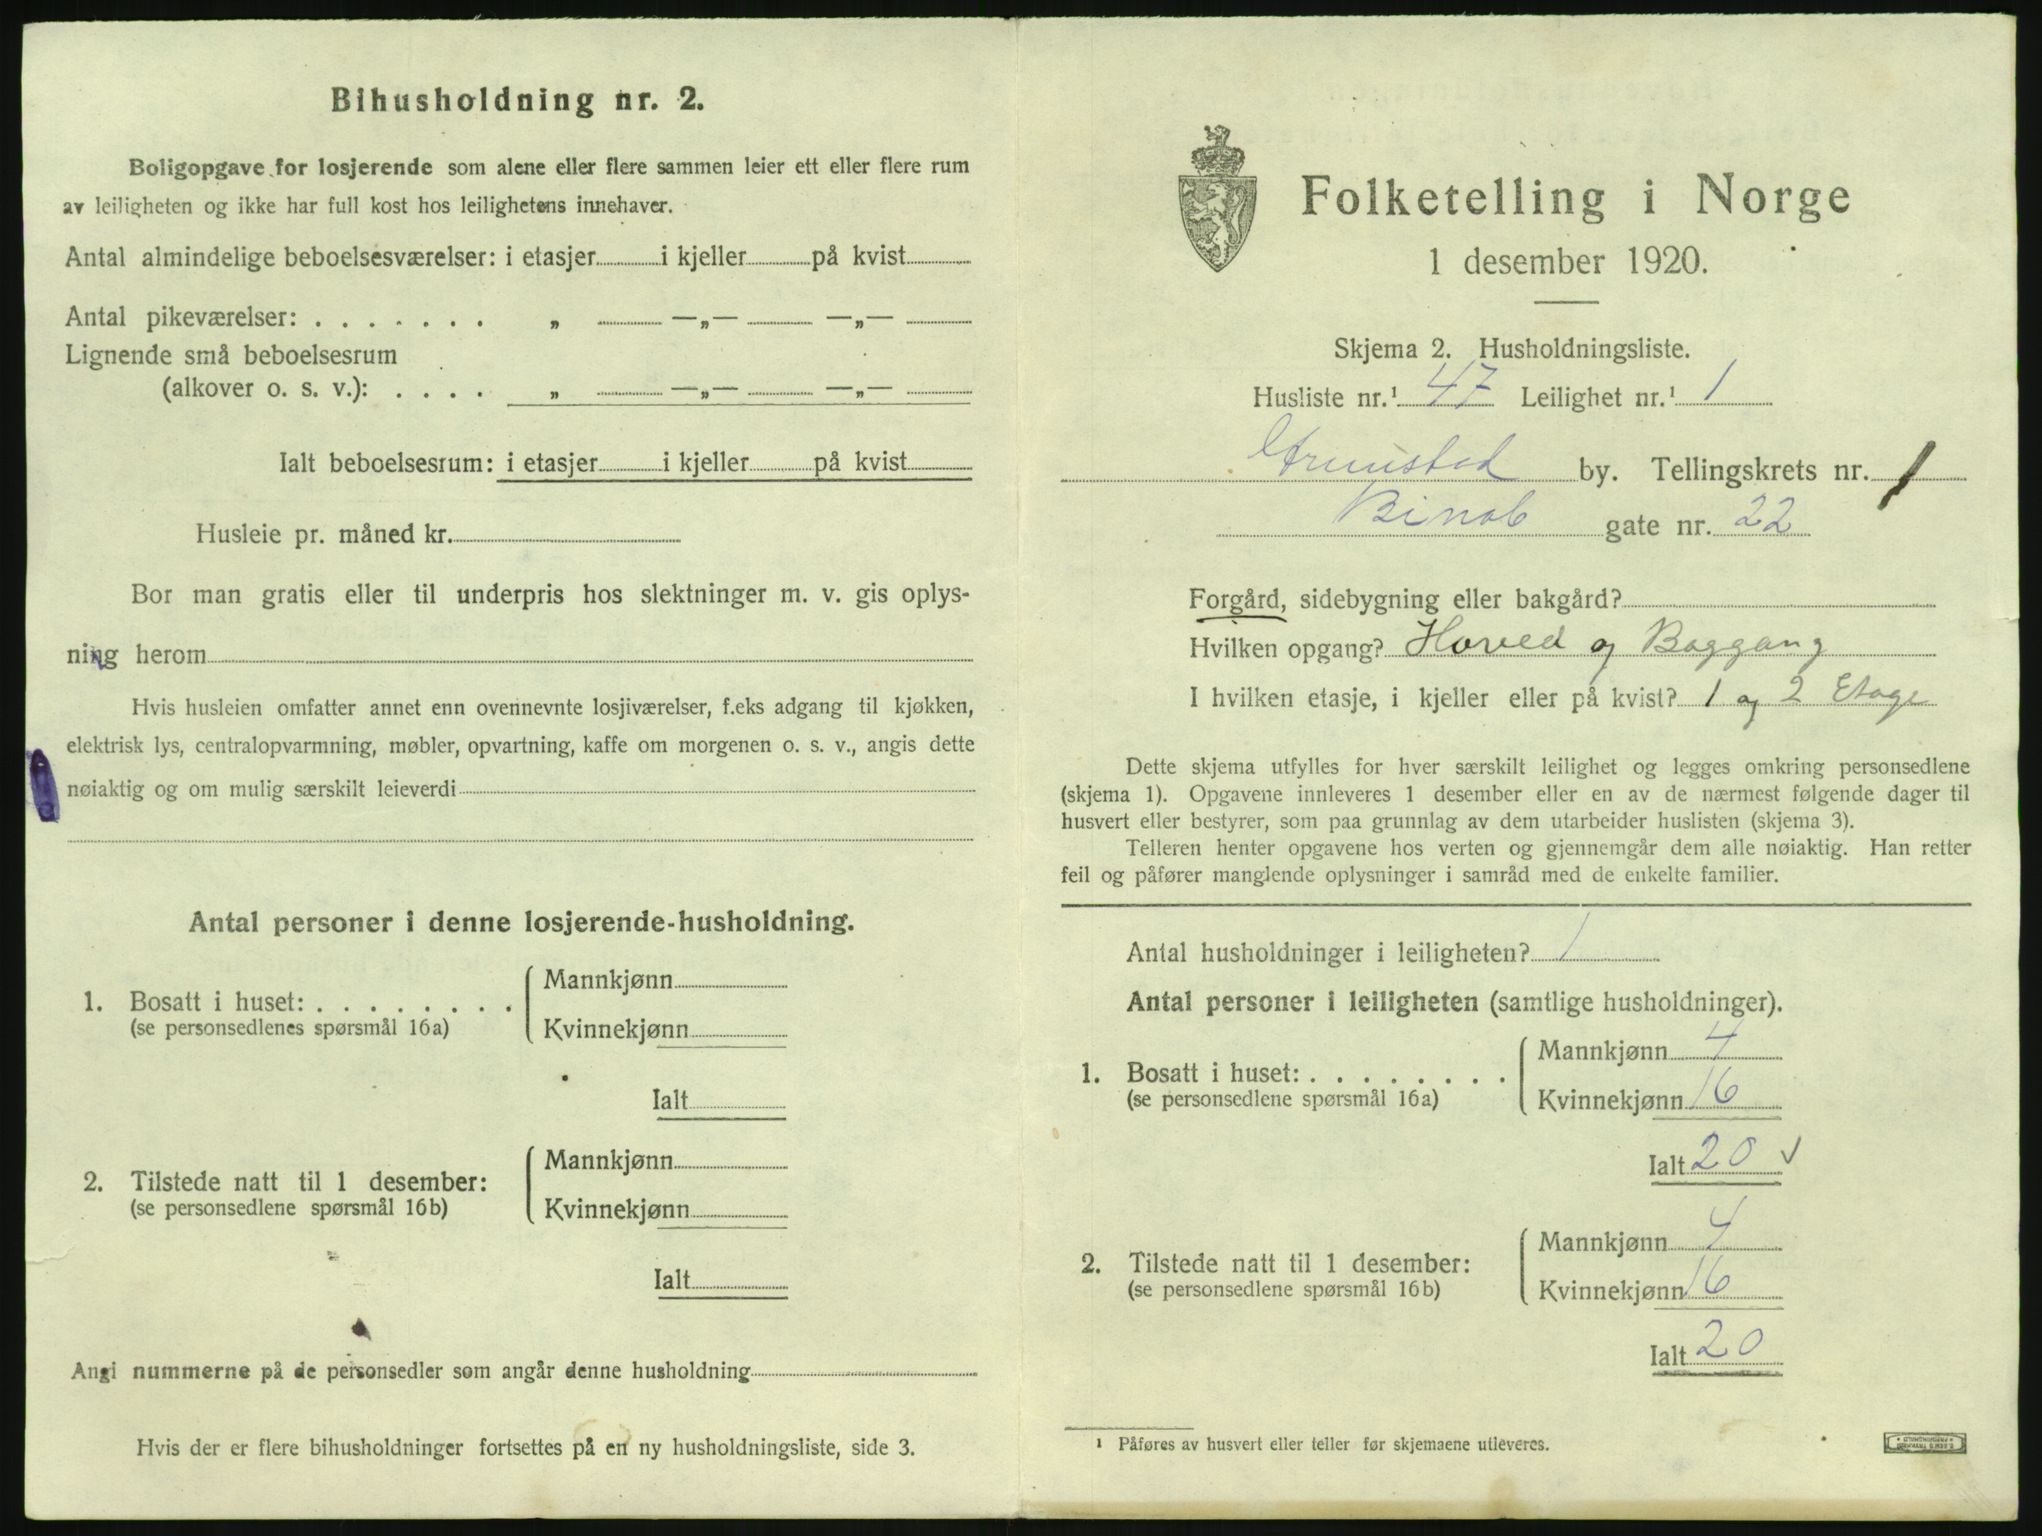 Bihusholdning nr. 2.
Boligopgave for losjerende som alene eller flere sammen leier ett eller flere rum
av leiligheten og ikke har full kost hos leilighetens innehaver.
Antal almindelige beboelsesværelser: i etasjer i kjeller på kvist
Antal pikeværelser: . . . . . . . „ —„— —„—
Lignende små beboelsesrum
(alkover o. s. v.): . . . . „ —„— —„—
Ialt beboelsesrum: i etasjer i kjeller på kvist
Husleie pr. måned kr.
Bor man gratis eller til underpris hos slektninger m. v. gis oplys-
ning herom
Hvis husleien omfatter annet enn ovennevnte losjiværelser, f.eks adgang til kjøkken,
elektrisk lys, centralopvarmning, møbler, opvartning, kaffe om morgenen o. s. v., angis dette
nøiaktig og om mulig særskilt leieverdi
Antal personer i denne losjerende-husholdning.
Mannkjønn
1. Bosatt i huset: . . . . . . . .
(se personsedlenes spørsmål 16a)
Kvinnekjønn
Ialt
Mannkjønn
2. Tilstede natt til 1 desember:
(se personsedlene spørsmål 16b)
Kvinnekjønn
Ialt
Angi nummerne på de personsedler som angår denne husholdning
Hvis der er flere bihusholdninger fortsettes på en ny husholdningsliste, side 3.
Folketelling i Norge
1 desember 1920.
Skjema 2. Husholdningsliste.
Husliste nr.¹ 47 Leilighet nr.¹ 1
Grimstad by. Tellingskrets nr. 1
Binab gate nr. 22
Forgård, sidebygning eller bakgård?
Hvilken opgang? Hoved og Baggang
I hvilken etasje, i kjeller eller på kvist? 1 og 2 Etage
Dette skjema utfylles for hver særskilt leilighet og legges omkring personsedlene
(skjema 1). Opgavene innleveres 1 desember eller en av de nærmest følgende dager til
husvert eller bestyrer, som paa grunnlag av dem utarbeider huslisten (skjema 3).
Telleren henter opgavene hos verten og gjennemgår dem alle nøiaktig. Han retter
feil og påfører manglende oplysninger i samråd med de enkelte familier.
Antal husholdninger i leiligheten? 1
Antal personer i leiligheten (samtlige husholdninger).
Mannkjønn 4
1. Bosatt i huset: . . . . . . . .
(se personsedlene spørsmål 16a)
Kvinnekjønn 16
Ialt 20 ✓
Mannkjønn 4
2. Tilstede natt til 1 desember:
(se personsedlene spørsmål 16b)
Kvinnekjønn 16
Ialt 20
¹ Påføres av husvert eller teller før skjemaene utleveres.